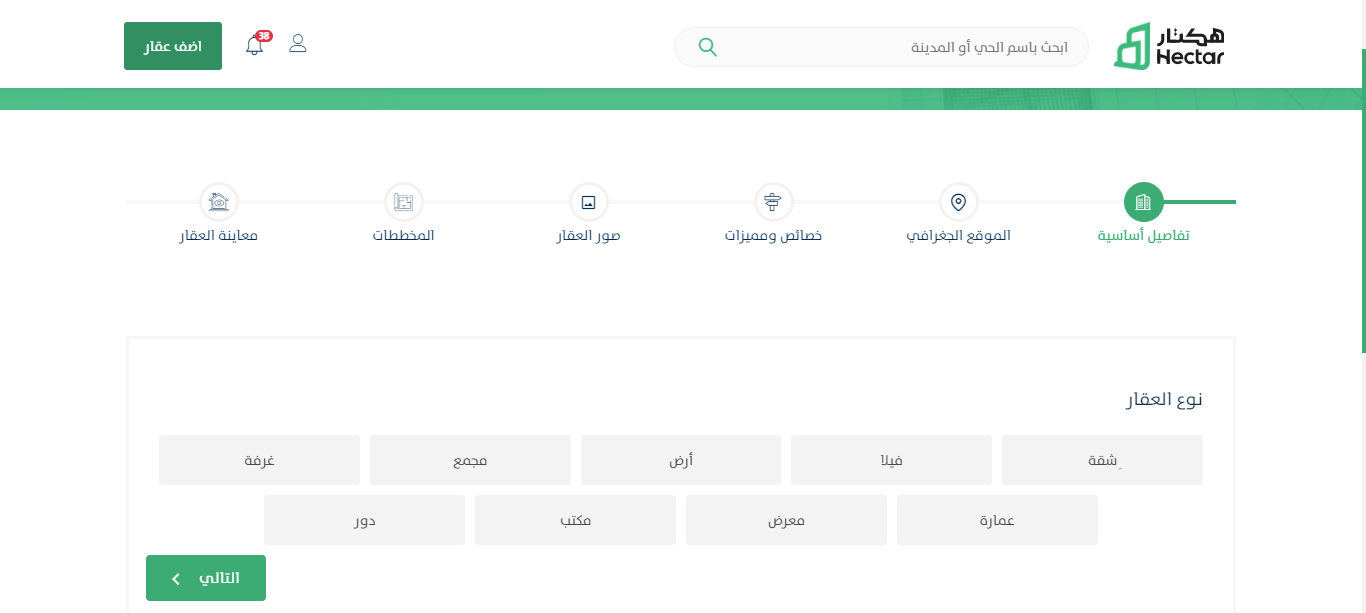 هكتار
Hectar
ابحث باسم الحي أو المدينة
38
اضف عقار
تفاصيل أساسية
الموقع الجغرافي
خصائص ومميزات
صور العقار
المخططات
معاينة العقار
نوع العقار
ِشقة
فيلا
أرض
مجمع
غرفة
عمارة
معرض
مكتب
دور
التالي